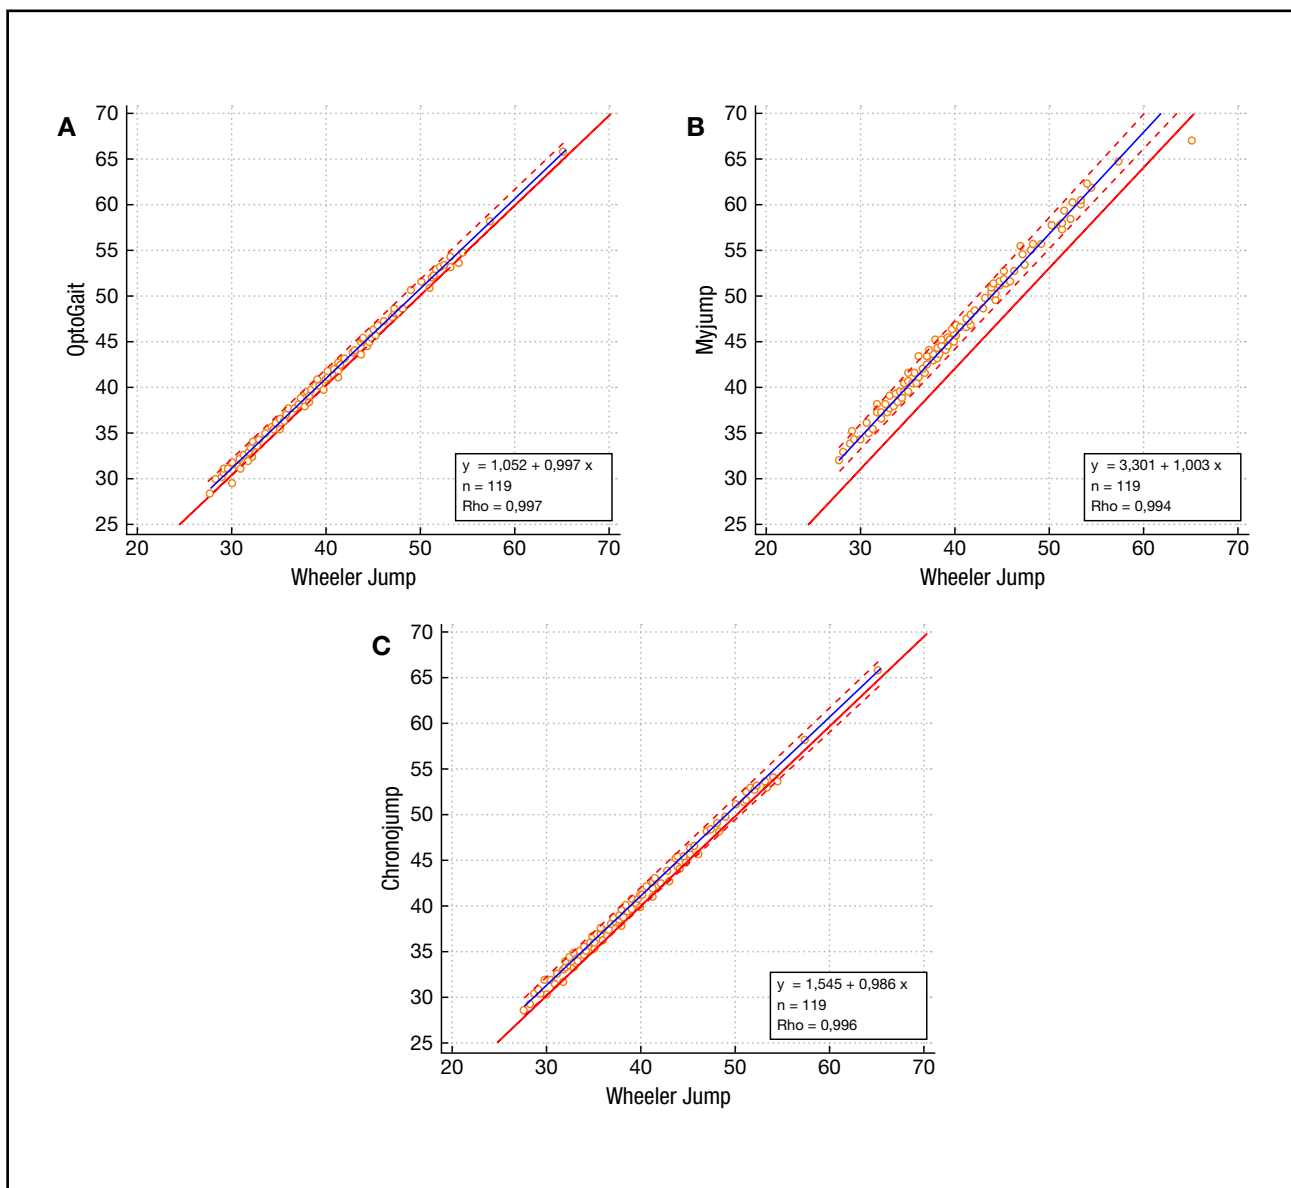 A
70
65
60
55
50
45
40
35
30
25
OptoGait
y = 1,052 + 0,997 x
n = 119
Rho = 0,997
20 30 40 50 60 70
Wheeler Jump
B
70
65
60
55
50
45
40
35
30
25
Myjump
y = 3,301 + 1,003 x
n = 119
Rho = 0,994
20 30 40 50 60 70
Wheeler Jump
C
70
65
60
55
50
45
40
35
30
25
Chronojump
y = 1,545 + 0,986 x
n = 119
Rho = 0,996
20 30 40 50 60 70
Wheeler Jump